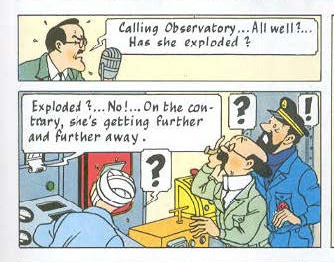 Calling Observatory... All well?...
Has she exploded?
Exploded?... No!... On the con-
trary, she's getting further
and further away.
?
?
!